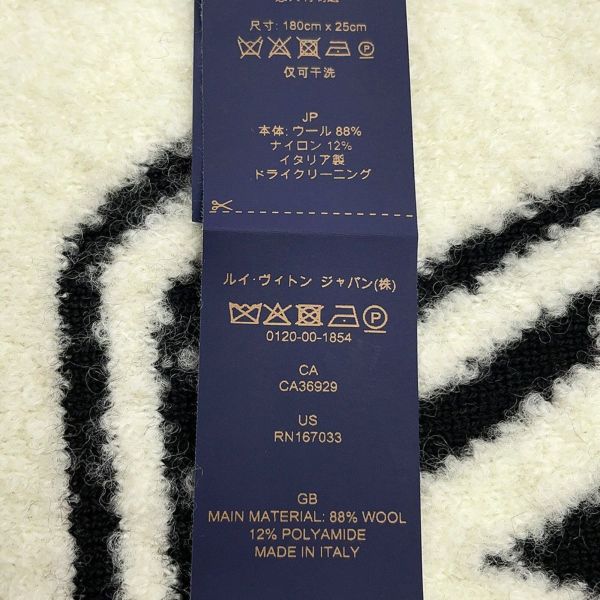 尺寸: 180cm x 25cm
仅可干洗
JP
本体: ウール 88%
ナイロン 12%
イタリア製
ドライクリーニング
ルイ・ヴィトン ジャパン(株)
0120-00-1854
CA
CA36929
US
RN167033
GB
MAIN MATERIAL: 88% WOOL
12% POLYAMIDE
MADE IN ITALY